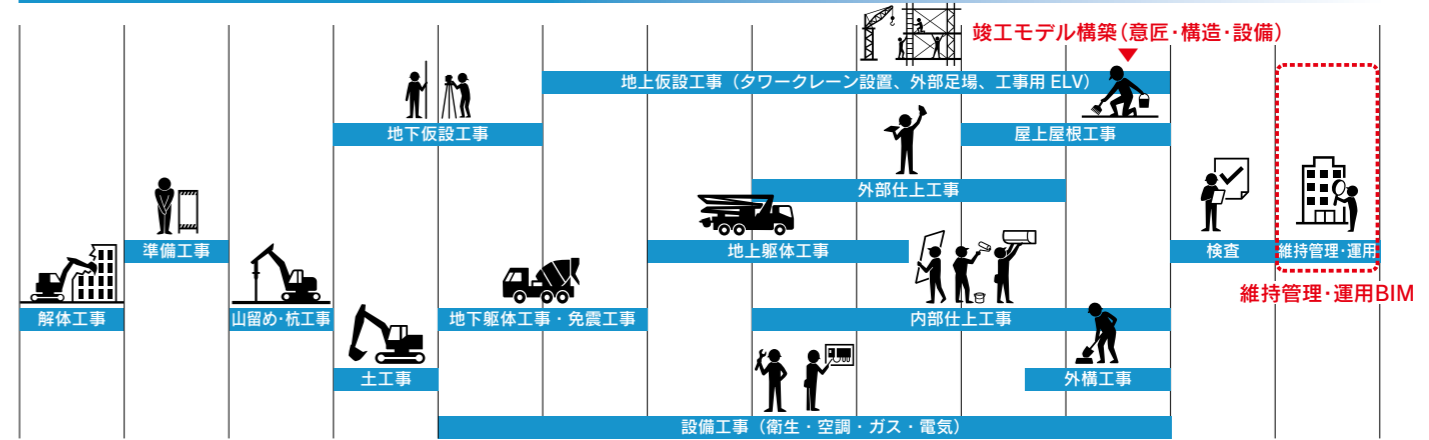 竣工モデル構築(意匠・構造・設備)
地上仮設工事(タワークレーン設置、外部足場、工事用 ELV)
地下仮設工事
屋上屋根工事
外部仕上工事
準備工事
地上躯体工事
検査
維持管理・運用
維持管理・運用BIM
解体工事
山留め・杭工事
地下躯体工事・免震工事
内部仕上工事
土工事
外構工事
設備工事(衛生・空調・ガス・電気)